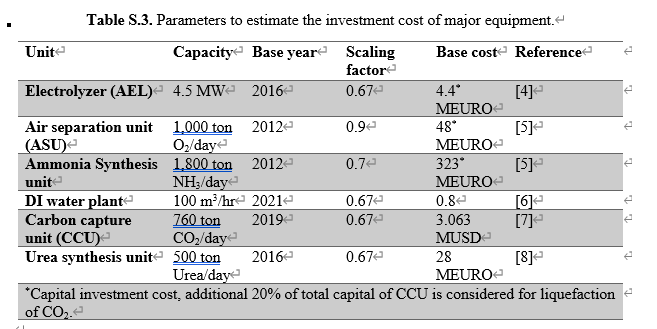 Table S.3. Parameters to estimate the investment cost of major equipment.
Unit Capacity Base year Scaling factor Base cost Reference
Electrolyzer (AEL) 4.5 MW 2016 0.67 4.4* MEURO [4]
Air separation unit (ASU) 1,000 ton O₂/day 2012 0.9 48* MEURO [5]
Ammonia Synthesis unit 1,800 ton NH₃/day 2012 0.7 323* MEURO [5]
DI water plant 100 m³/hr 2021 0.67 0.8 [6]
Carbon capture unit (CCU) 760 ton CO₂/day 2019 0.67 3.063 MUSD [7]
Urea synthesis unit 500 ton Urea/day 2016 0.67 28 MEURO [8]
*Capital investment cost, additional 20% of total capital of CCU is considered for liquefaction
of CO₂.